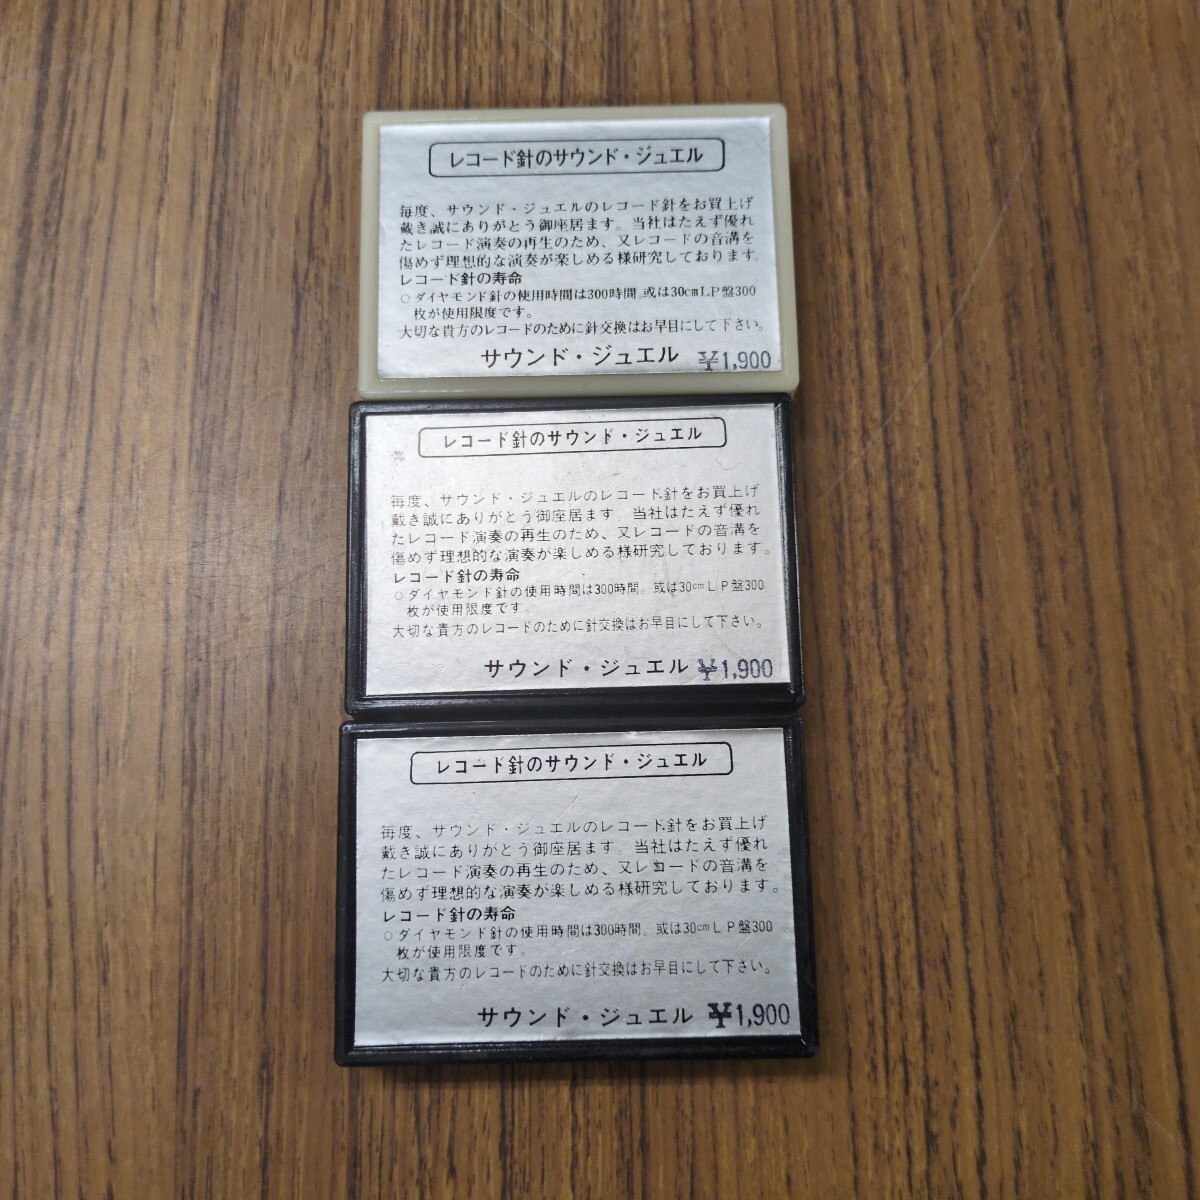 レコード針のサウンド・ジュエル
毎度、サウンド・ジュエルのレコード針をお買上げ
戴き誠にありがとう御座居ます。当社はたえず優れ
たレコード演奏の再生のため、又レコードの音溝を
傷めず理想的な演奏が楽しめる様研究しております。
レコード針の寿命
○ダイヤモンド針の使用時間は300時間。或は30cmLP盤300
枚が使用限度です。
大切な貴方のレコードのために針交換はお早目にして下さい。
サウンド・ジュエル ¥1,900
レコード針のサウンド・ジュエル
毎度、サウンド・ジュエルのレコード針をお買上げ
戴き誠にありがとう御座居ます。当社はたえず優れ
たレコード演奏の再生のため、又レコードの音溝を
傷めず理想的な演奏が楽しめる様研究しております。
レコード針の寿命
○ダイヤモンド針の使用時間は300時間。或は30cmLP盤300
枚が使用限度です。
大切な貴方のレコードのために針交換はお早目にして下さい。
サウンド・ジュエル ¥1,900
レコード針のサウンド・ジュエル
毎度、サウンド・ジュエルのレコード針をお買上げ
戴き誠にありがとう御座居ます。当社はたえず優れ
たレコード演奏の再生のため、又レコードの音溝を
傷めず理想的な演奏が楽しめる様研究しております。
レコード針の寿命
○ダイヤモンド針の使用時間は300時間。或は30cmLP盤300
枚が使用限度です。
大切な貴方のレコードのために針交換はお早目にして下さい。
サウンド・ジュエル ¥1,900